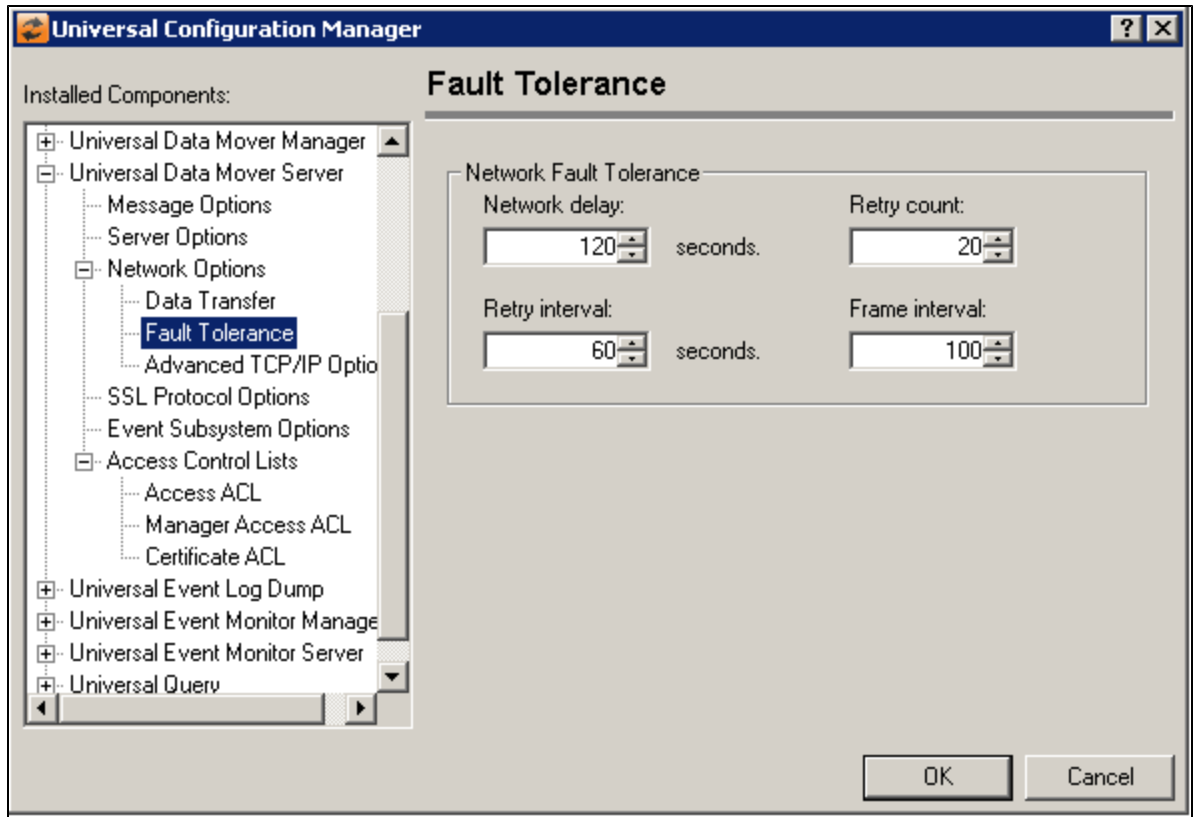 Universal Configuration Manager
Installed Components:
Universal Data Mover Manager
Universal Data Mover Server
Message Options
Server Options
Network Options
Data Transfer
Fault Tolerance
Advanced TCP/IP Optio
SSL Protocol Options
Event Subsystem Options
Access Control Lists
Access ACL
Manager Access ACL
Certificate ACL
Universal Event Log Dump
Universal Event Monitor Manage
Universal Event Monitor Server
Universal Query
Fault Tolerance
Network Fault Tolerance
Network delay: Retry count:
120 seconds. 20
Retry interval: Frame interval:
60 seconds. 100
OK Cancel